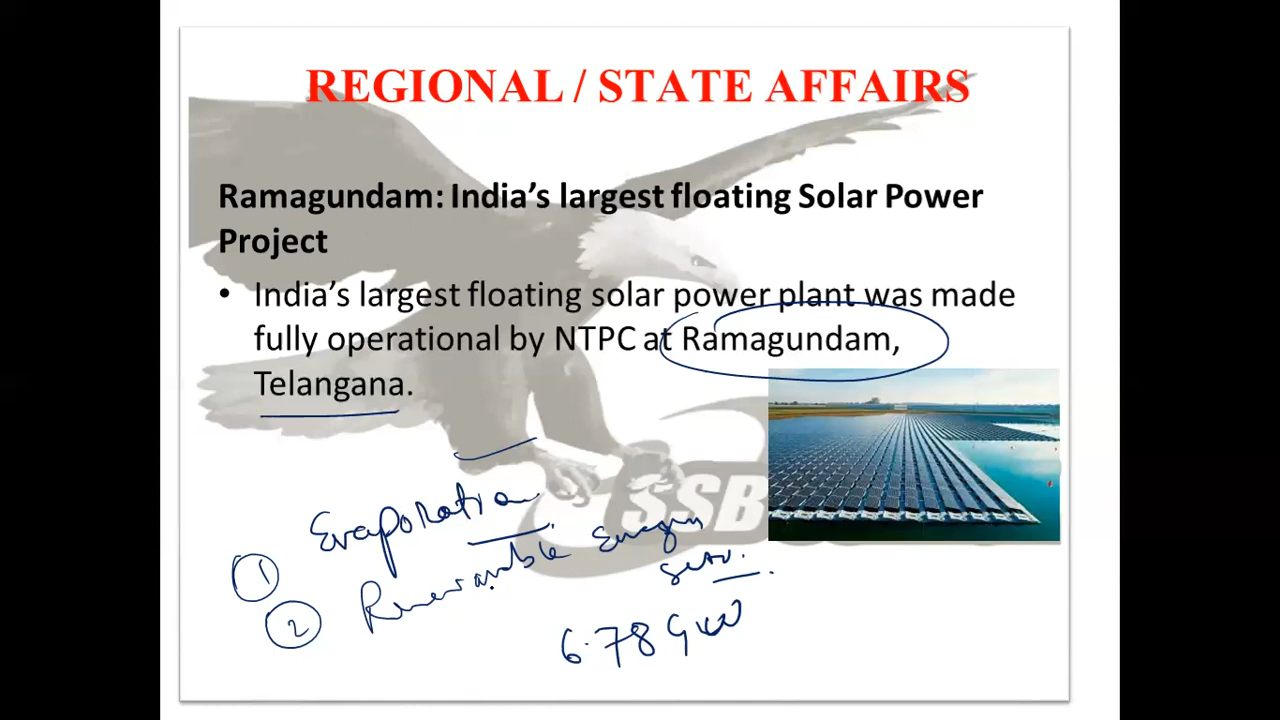 REGIONAL / STATE AFFAIRS
Ramagundam: India’s largest floating Solar Power
Project
• India’s largest floating solar power plant was made
fully operational by NTPC at Ramagundam,
Telangana.
SSB
Evaporation
1
2 Renewable Energy
6.78 GW